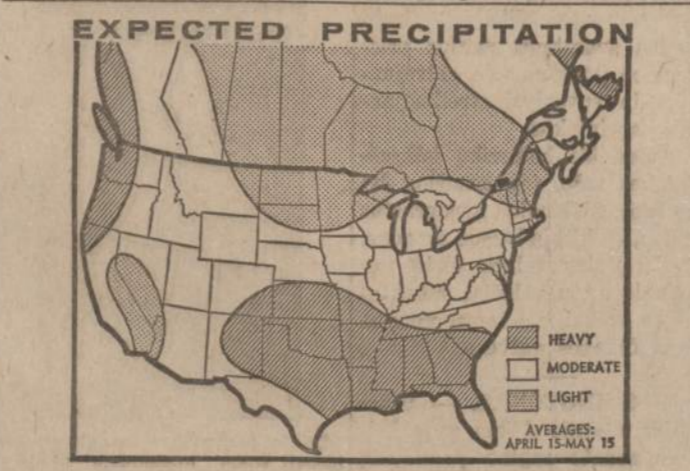 EXPECTED PRECIPITATION
HEAVY
MODERATE
LIGHT
AVERAGES:
APRIL 15-MAY 15